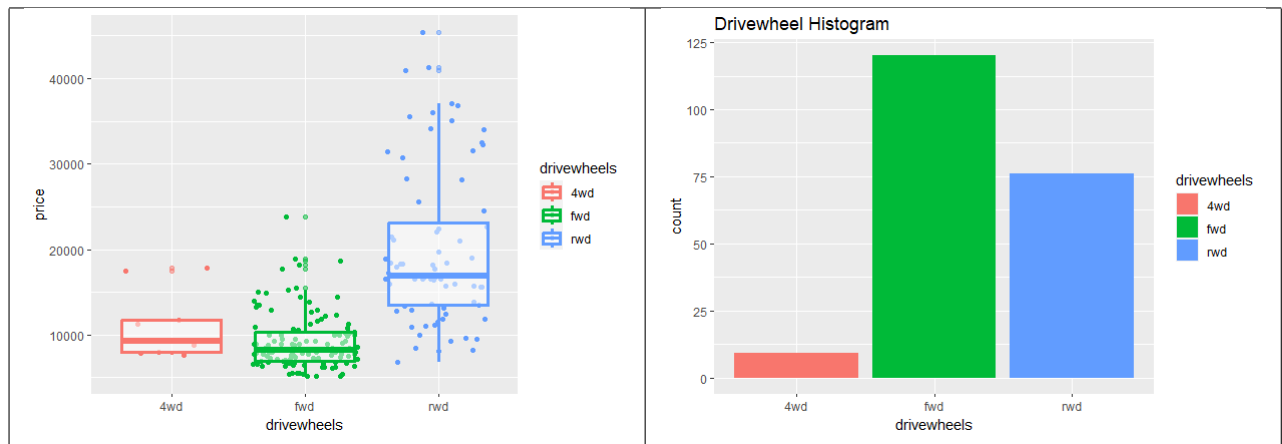 40000
30000
20000
10000
price
4wd
fwd
rwd
drivewheels
drivewheels
4wd
fwd
rwd
Drivewheel Histogram
125
100
75
50
25
0
count
4wd
fwd
rwd
drivewheels
drivewheels
4wd
fwd
rwd